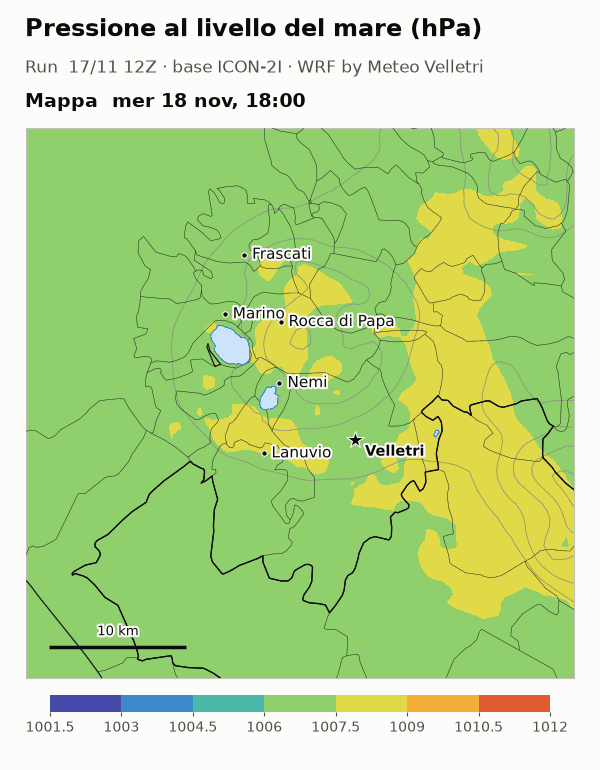 Pressione al livello del mare (hPa)
Run  17/11 12Z · base ICON-2I · WRF by Meteo Velletri
Mappa  mer 18 nov, 18:00
Frascati
Marino
Rocca di Papa
Nemi
Velletri
Lanuvio
10 km
1001.5 1003 1004.5 1006 1007.5 1009 1010.5 1012